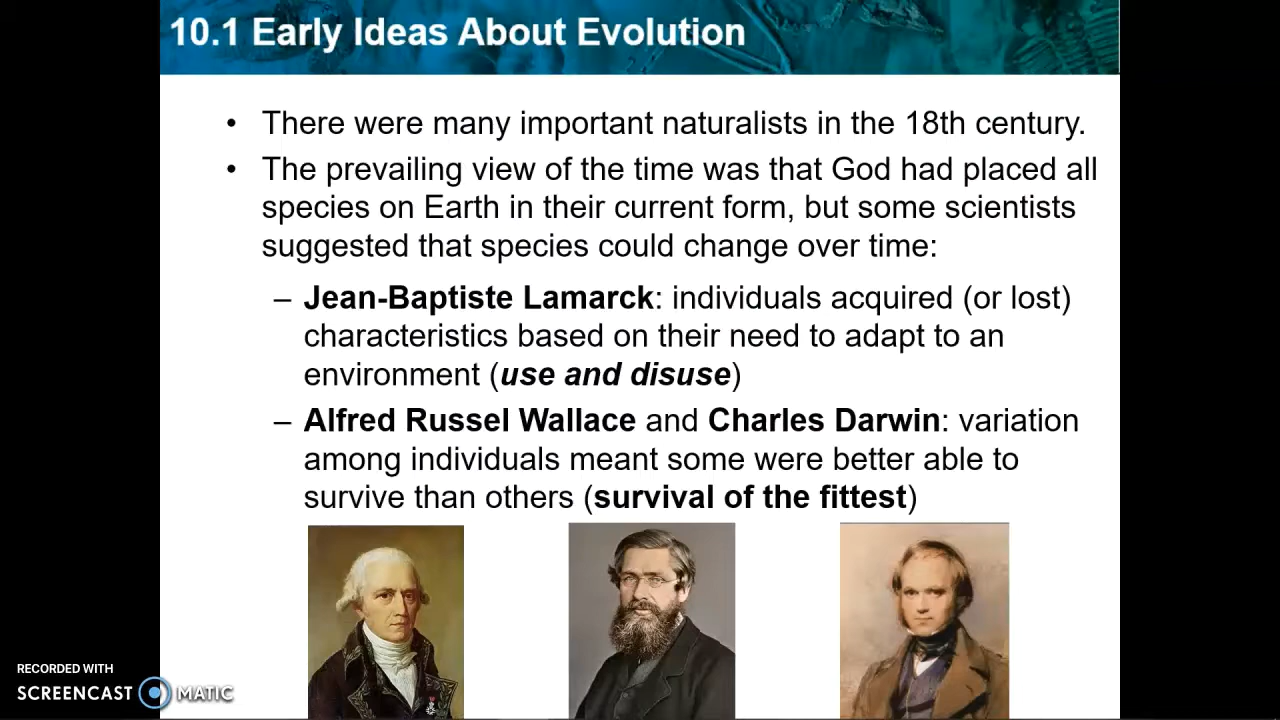 10.1 Early Ideas About Evolution
• There were many important naturalists in the 18th century.
• The prevailing view of the time was that God had placed all
species on Earth in their current form, but some scientists
suggested that species could change over time:
– Jean-Baptiste Lamarck: individuals acquired (or lost)
characteristics based on their need to adapt to an
environment (use and disuse)
– Alfred Russel Wallace and Charles Darwin: variation
among individuals meant some were better able to
survive than others (survival of the fittest)
RECORDED WITH
SCREENCAST MATIC